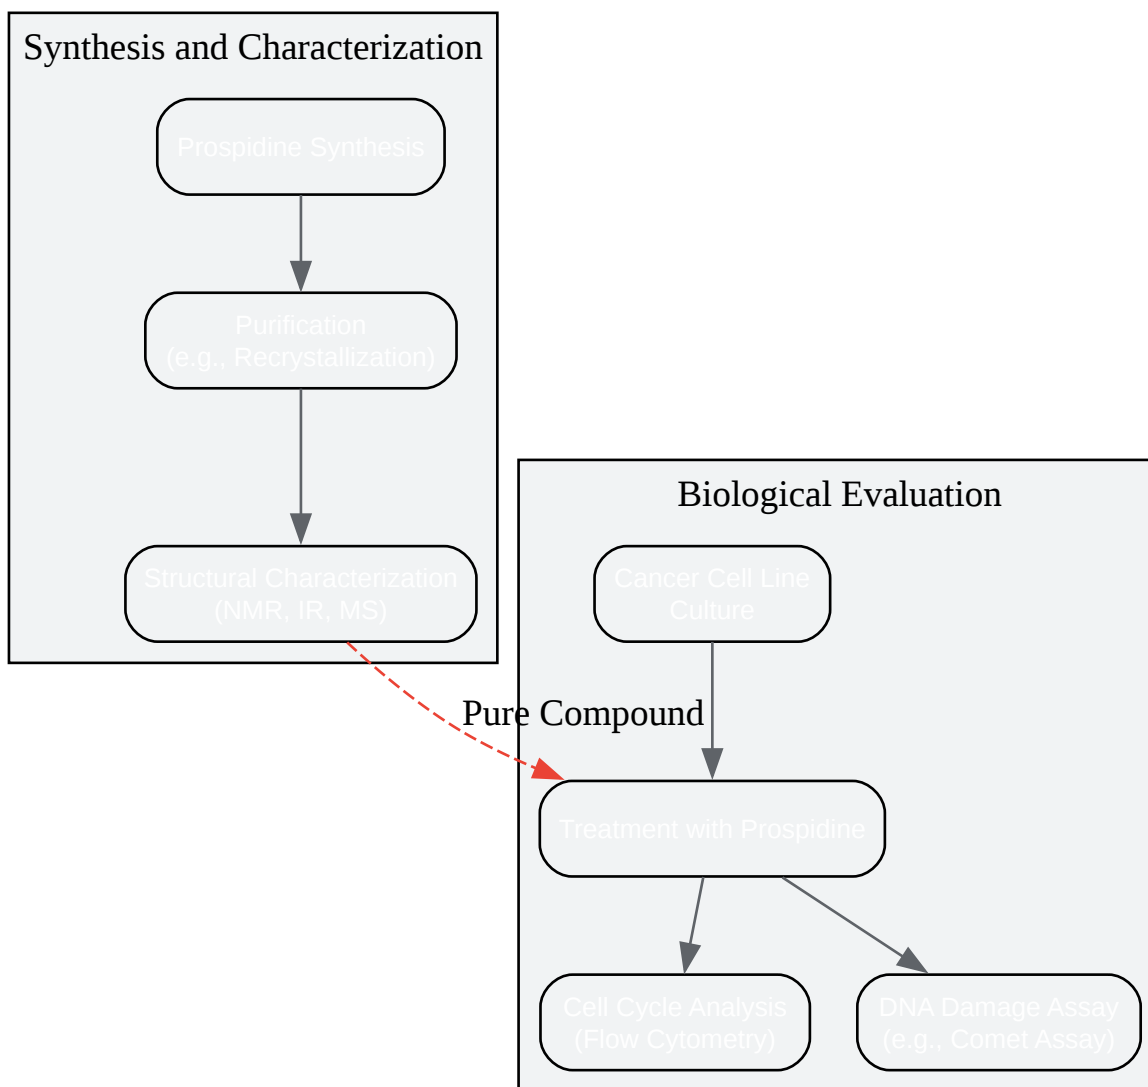 Synthesis and Characterization
Prospidine Synthesis
Purification
(e.g., Recrystallization)
Structural Characterization
(NMR, IR, MS)
Pure Compound
Biological Evaluation
Cancer Cell Line
Culture
Treatment with Prospidine
Cell Cycle Analysis
(Flow Cytometry)
DNA Damage Assay
(e.g., Comet Assay)